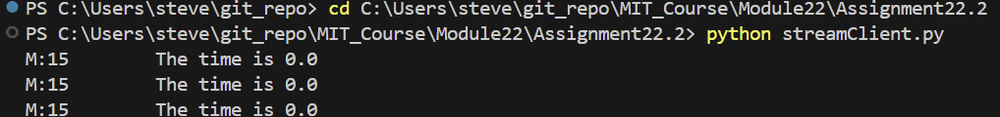 PS C:\Users\steve\git_repo> cd C:\Users\steve\git_repo\MIT_Course\Module22\Assignment22.2
PS C:\Users\steve\git_repo\MIT_Course\Module22\Assignment22.2> python streamClient.py
M:15 The time is 0.0
M:15 The time is 0.0
M:15 The time is 0.0